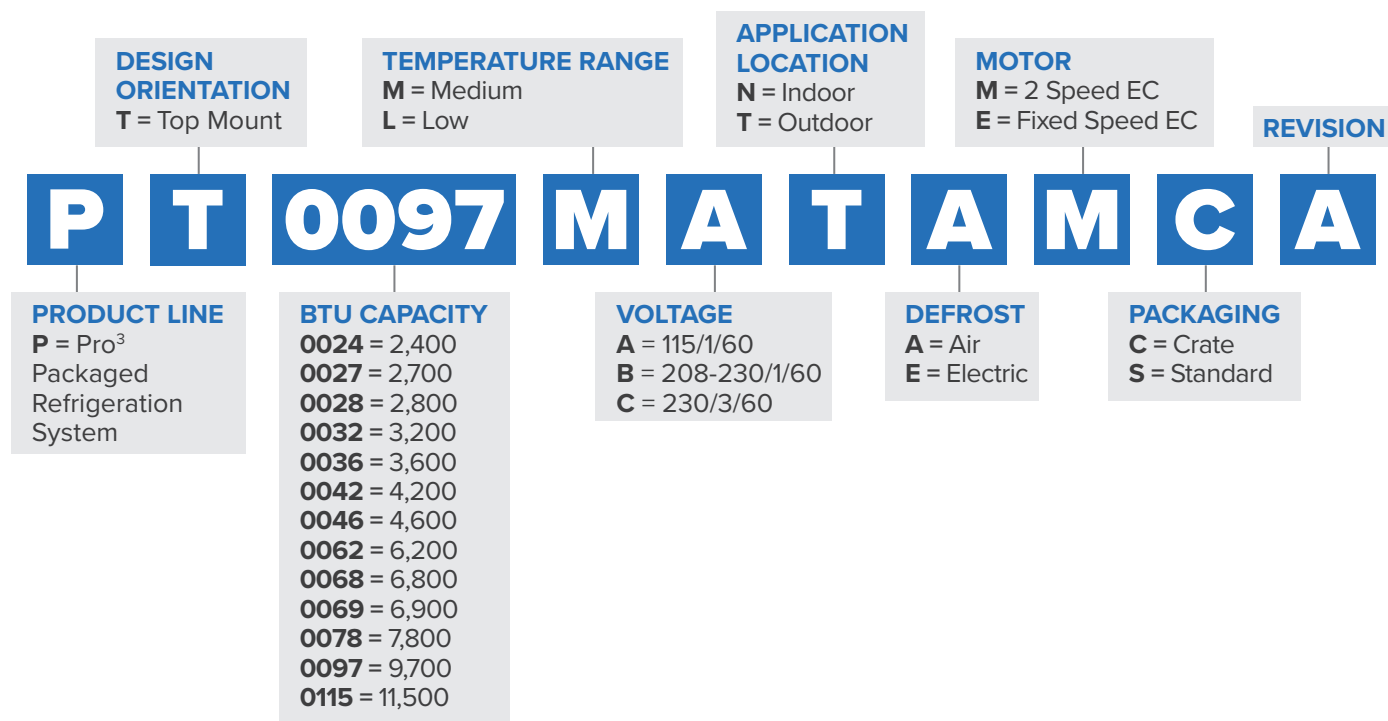 DESIGN
ORIENTATION
T = Top Mount
TEMPERATURE RANGE
M = Medium
L = Low
APPLICATION
LOCATION
N = Indoor
T = Outdoor
MOTOR
M = 2 Speed EC
E = Fixed Speed EC
REVISION
P T 0097 M A T A M C A
PRODUCT LINE
P = Pro³
Packaged
Refrigeration
System
BTU CAPACITY
0024 = 2,400
0027 = 2,700
0028 = 2,800
0032 = 3,200
0036 = 3,600
0042 = 4,200
0046 = 4,600
0062 = 6,200
0068 = 6,800
0069 = 6,900
0078 = 7,800
0097 = 9,700
0115 = 11,500
VOLTAGE
A = 115/1/60
B = 208-230/1/60
C = 230/3/60
DEFROST
A = Air
E = Electric
PACKAGING
C = Crate
S = Standard